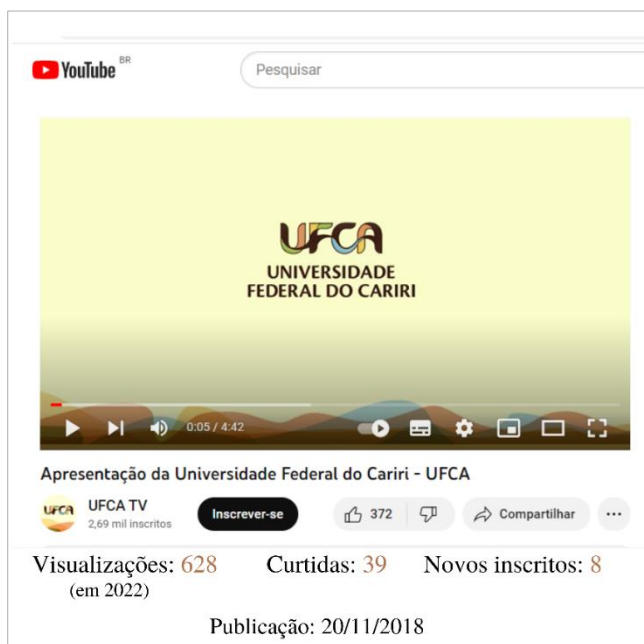 YouTube BR
Pesquisar
UFCA
UNIVERSIDADE
FEDERAL DO CARIRI
0:05 / 4:42
Apresentação da Universidade Federal do Cariri - UFCA
UFCA
UFCA TV
2,69 mil inscritos
Inscrever-se
372
Compartilhar
Visualizações: 628
(em 2022)
Curtidas: 39
Novos inscritos: 8
Publicação: 20/11/2018